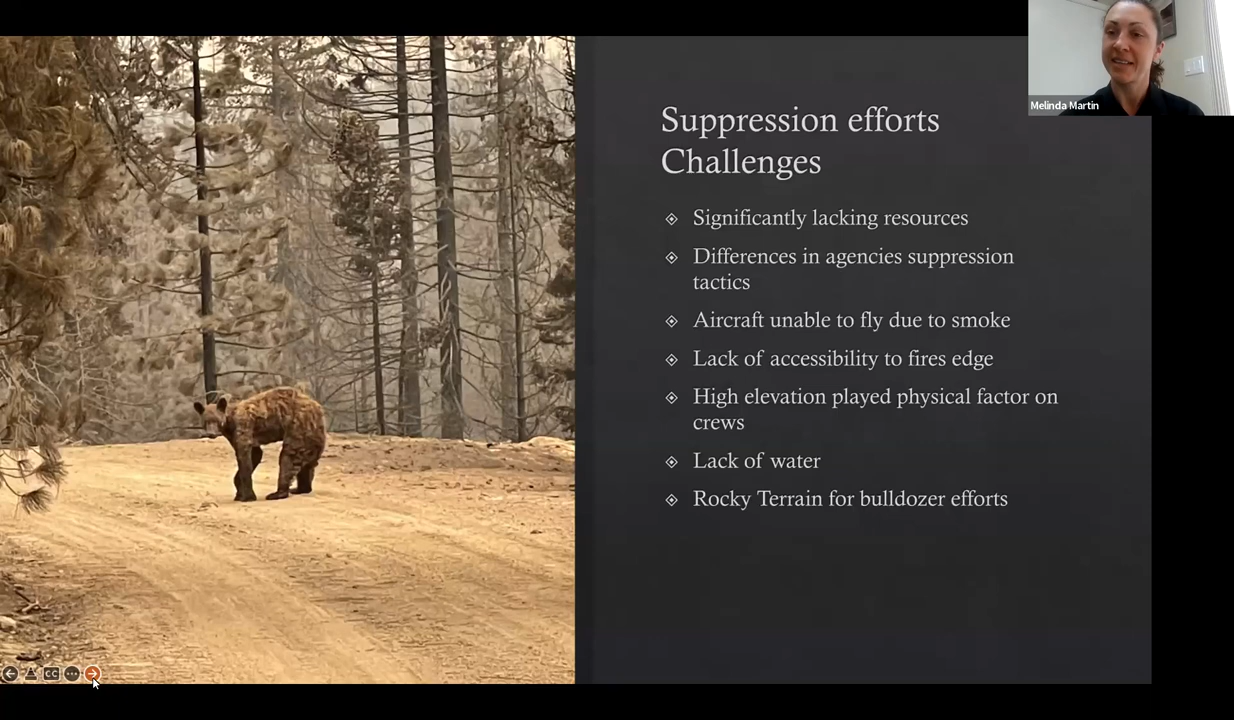 Melinda Martin
Suppression efforts
Challenges
Significantly lacking resources
Differences in agencies suppression
tactics
Aircraft unable to fly due to smoke
Lack of accessibility to fires edge
High elevation played physical factor on
crews
Lack of water
Rocky Terrain for bulldozer efforts
CC